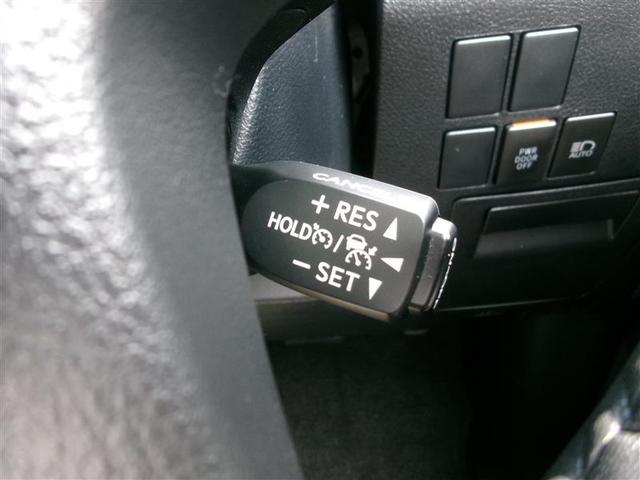 CANCEL
+ RES
HOLD /
− SET
PWR
DOOR
OFF
AUTO